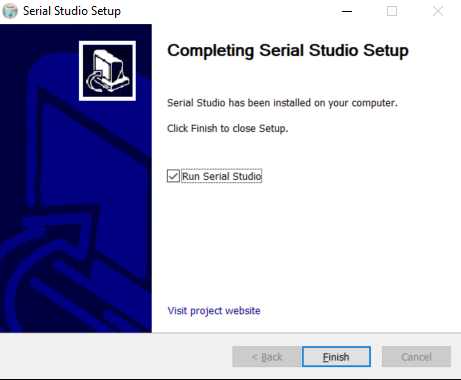 Serial Studio Setup
Completing Serial Studio Setup
Serial Studio has been installed on your computer.
Click Finish to close Setup.
Run Serial Studio
Visit project website
< Back
Finish
Cancel